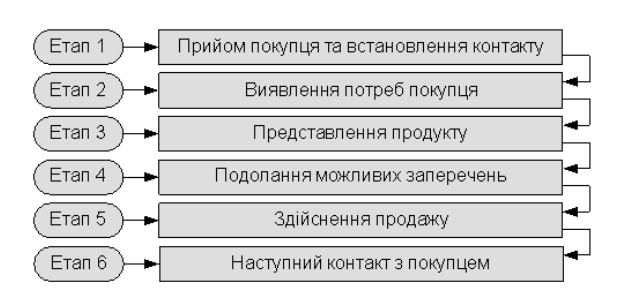 Етап 1 Прийом покупця та встановлення контакту
Етап 2 Виявлення потреб покупця
Етап 3 Представлення продукту
Етап 4 Подолання можливих заперечень
Етап 5 Здійснення продажу
Етап 6 Наступний контакт з покупцем